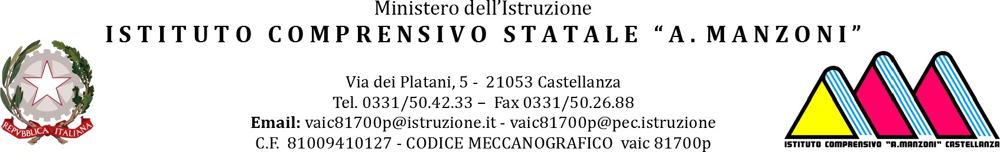 Ministero dell’Istruzione
ISTITUTO COMPRENSIVO STATALE “A. MANZONI”
Via dei Platani, 5 - 21053 Castellanza
Tel. 0331/50.42.33 – Fax 0331/50.26.88
Email: vaic81700p@istruzione.it - vaic81700p@pec.istruzione
C.F. 81009410127 - CODICE MECCANOGRAFICO vaic 81700p
REPVBBLICA ITALIANA
ISTITUTO COMPRENSIVO "A.MANZONI" CASTELLANZA